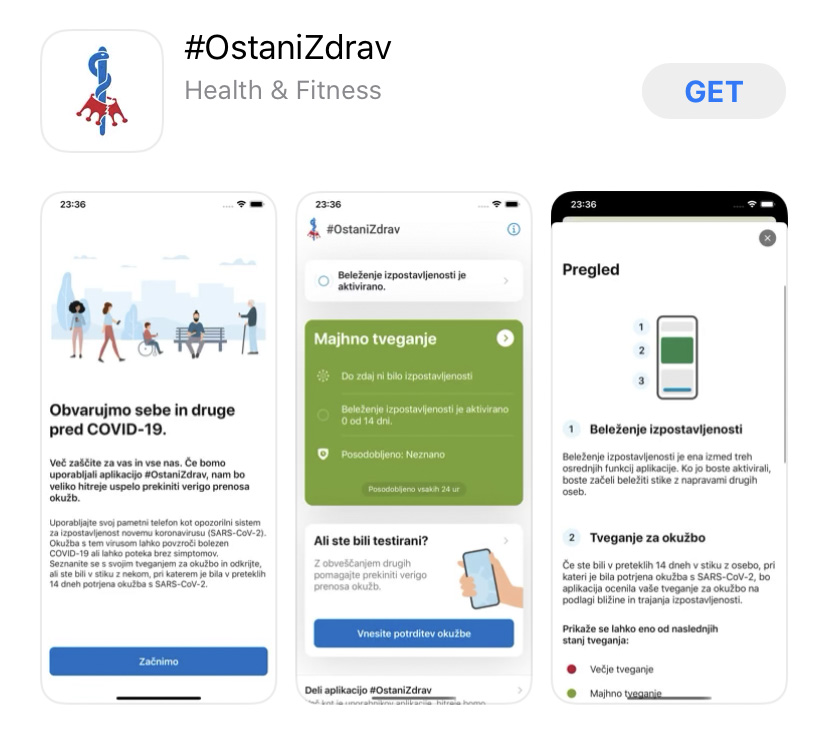 #OstaniZdrav
Health & Fitness
GET
23:36
Obvarujmo sebe in druge
pred COVID-19.
Več zaščite za vas in vse nas. Če bomo
uporabljali aplikacijo #OstaniZdrav, nam bo
veliko hitreje uspelo prekiniti verigo prenosa
okužb.
Uporabljajte svoj pametni telefon kot opozorilni sistem
za izpostavljenost novemu koronavirusu (SARS-CoV-2).
Okužba s tem virusom lahko povzroči bolezen
COVID-19 ali lahko poteka brez simptomov.
Seznanite se s svojim tveganjem za okužbo in odkrijte,
ali ste bili v stiku z nekom, pri katerem je bila v preteklih
14 dneh potrjena okužba s SARS-CoV-2.
Začnimo
23:36
#OstaniZdrav
Beleženje izpostavljenosti je
aktivirano.
Majhno tveganje
Do zdaj ni bilo izpostavljenosti
Beleženje izpostavljenosti je aktivirano
0 od 14 dni.
Posodobljeno: Neznano
Posodobljeno vsakih 24 ur
Ali ste bili testirani?
Z obveščanjem drugih
pomagajte prekiniti verigo
prenosa okužb.
Vnesite potrditev okužbe
Deli aplikacijo #OstaniZdrav
kot je uporabnikov aplikacije, hitreje bomo
23:36
Pregled
1
2
3
1 Beleženje izpostavljenosti
Beleženje izpostavljenosti je ena izmed treh
osrednjih funkcij aplikacije. Ko jo boste aktivirali,
boste začeli beležiti stike z napravami drugih
oseb.
2 Tveganje za okužbo
Če ste bili v preteklih 14 dneh v stiku z osebo, pri
kateri je bila potrjena okužba s SARS-CoV-2, bo
aplikacija ocenila vaše tveganje za okužbo na
podlagi bližine in trajanja izpostavljenosti.
Prikaže se lahko eno od naslednjih
stanj tveganja:
Večje tveganje
Majhno tveganje